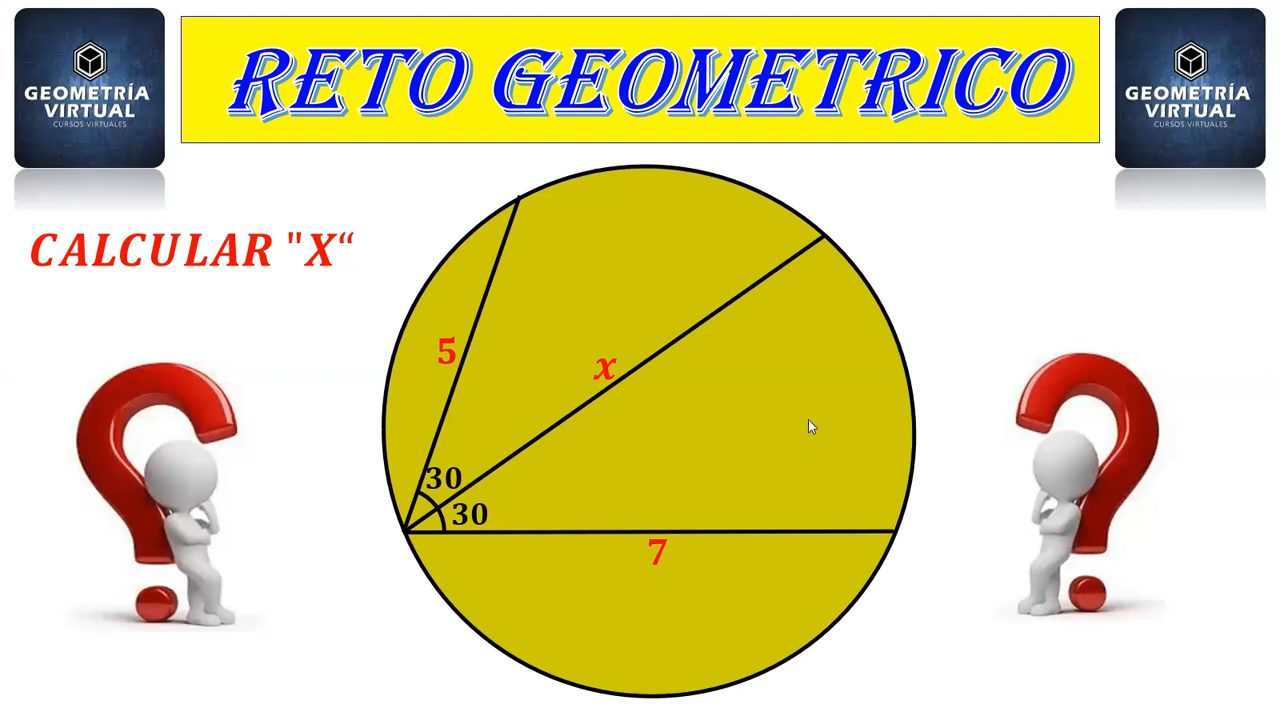 GEOMETRÍA
VIRTUAL
CURSOS VIRTUALES
RETO GEOMETRICO
GEOMETRÍA
VIRTUAL
CURSOS VIRTUALES
CALCULAR "X“
5
x
30
30
7